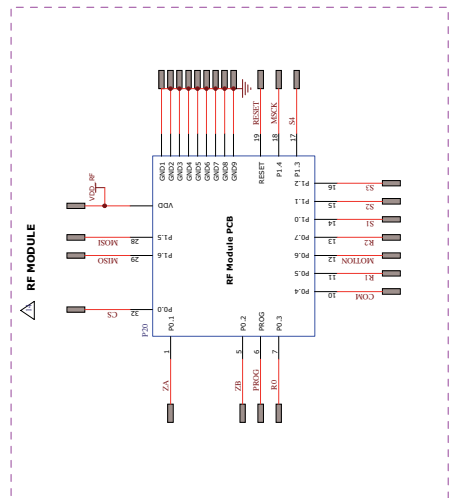 RF MODULE
VDD RF
MOSI
MISO
CS
28
29
32
P20
GND1
GND2
GND3
GND4
GND5
GND6
GND7
GND8
GND9
RESET
MSCK
S4
19
18
17
RESET
P1.4
P1.3
VDD
P1.5
P1.6
P0.0
RF Module PCB
P1.2
P1.1
P1.0
P0.7
P0.6
P0.5
P0.4
16
15
14
13
12
11
10
S3
S2
S1
R2
MOTION
R1
COM
P0.1
P0.2
PROG
P0.3
1
5
6
7
ZA
ZB
PROG
R0